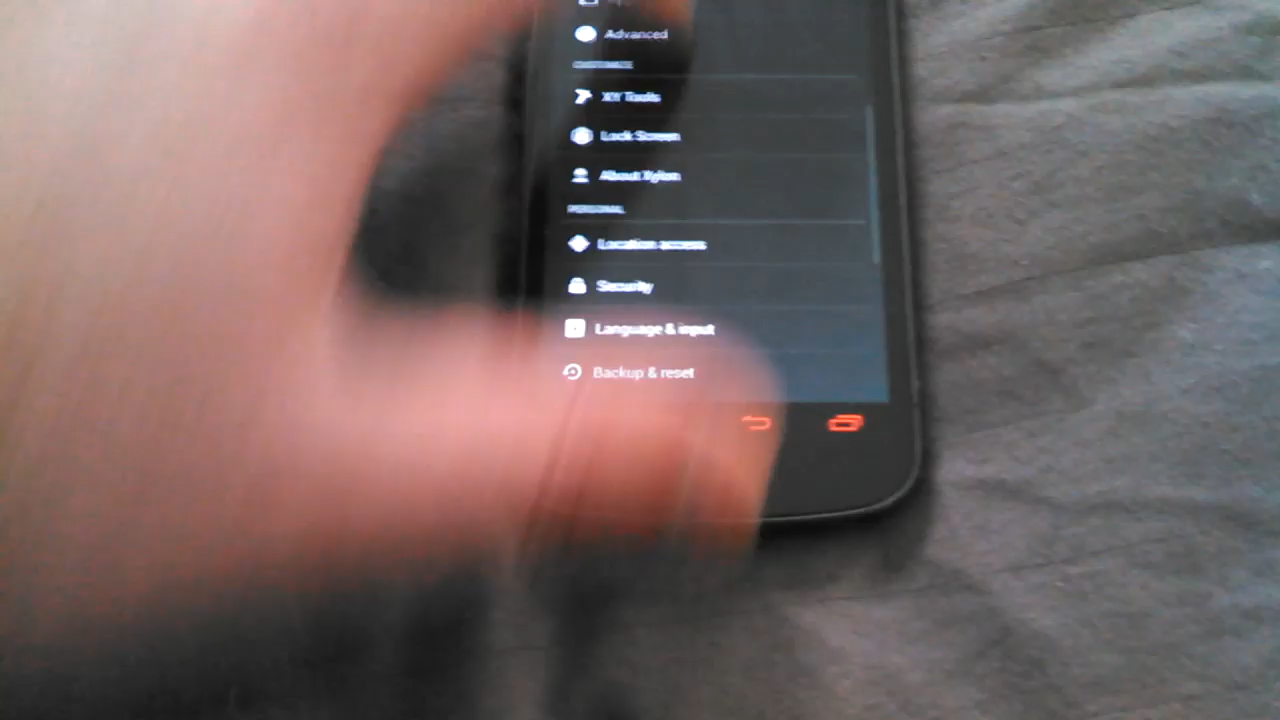 Advanced
CUSTOMIZE
XY Tools
Lock Screen
About Xylon
PERSONAL
Location access
Security
Language & input
Backup & reset